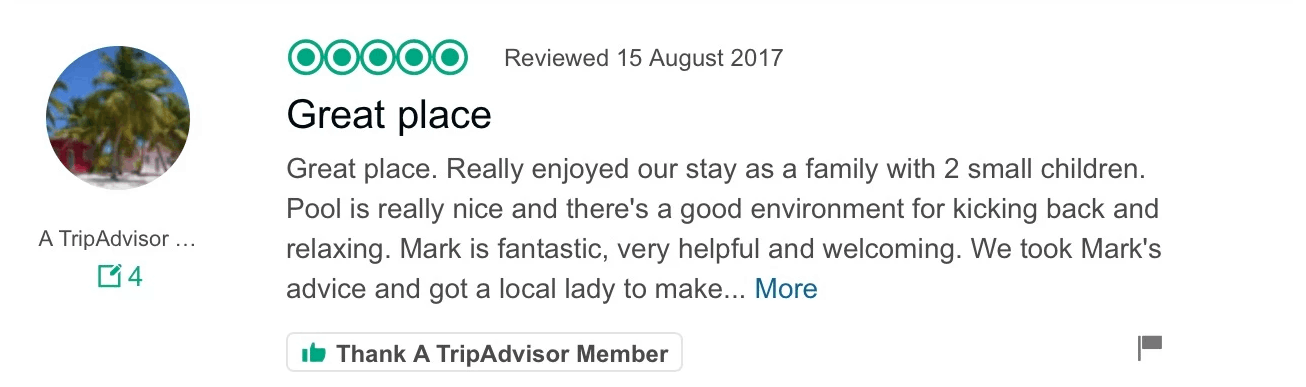 Reviewed 15 August 2017
Great place
Great place. Really enjoyed our stay as a family with 2 small children.
Pool is really nice and there's a good environment for kicking back and
relaxing. Mark is fantastic, very helpful and welcoming. We took Mark's
advice and got a local lady to make... More
A TripAdvisor ...
4
Thank A TripAdvisor Member